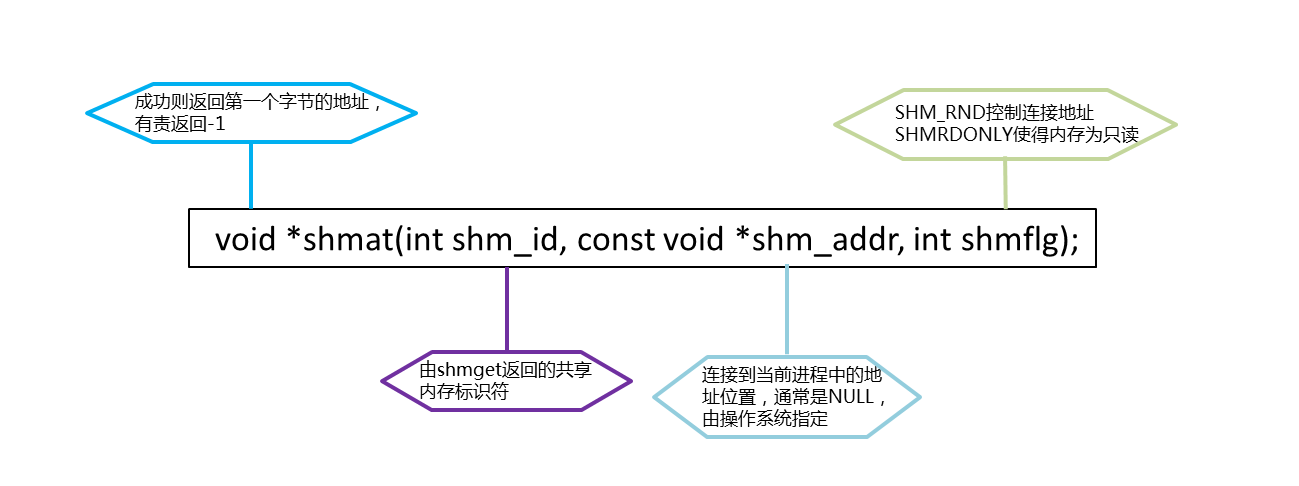 成功则返回第一个字节的地址，
有责返回-1
SHM_RND控制连接地址
SHMRDONLY使得内存为只读
void *shmat(int shm_id, const void *shm_addr, int shmflg);
由shmget返回的共享
内存标识符
连接到当前进程中的地
址位置，通常是NULL，
由操作系统指定